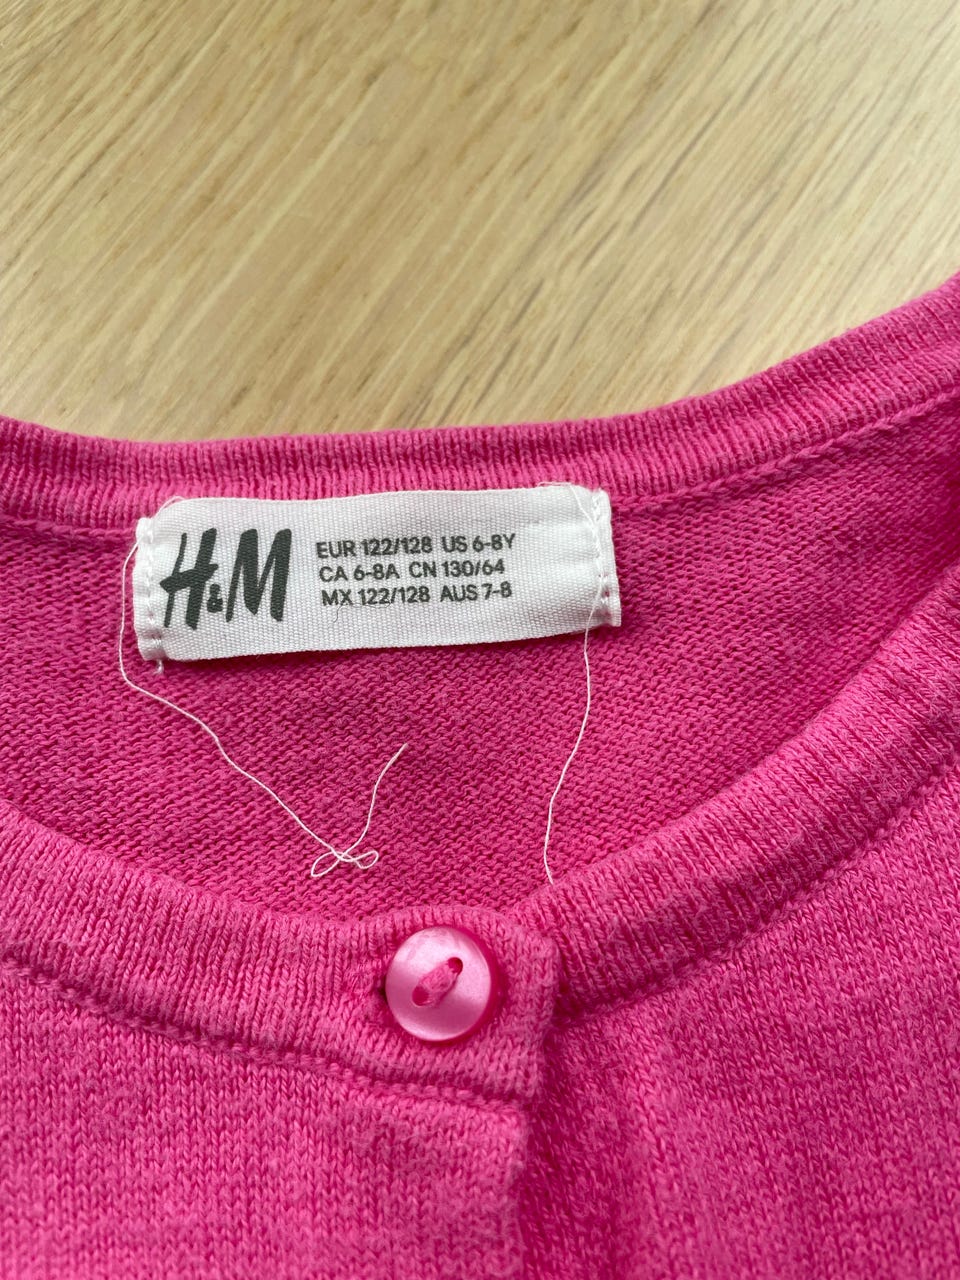 H&M
EUR 122/128 US 6-8Y
CA 6-8A CN 130/64
MX 122/128 AUS 7-8